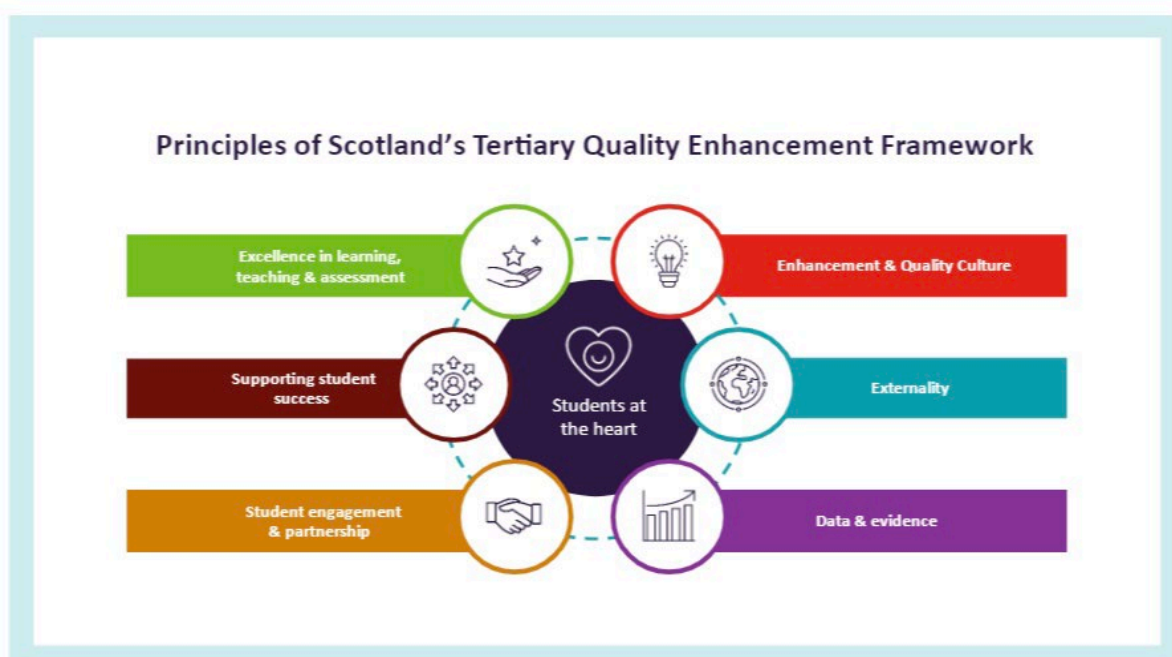 Principles of Scotland's Tertiary Quality Enhancement Framework
Excellence in learning,
teaching & assessment
Enhancement & Quality Culture
Supporting student
success
Students at
the heart
Externality
Student engagement
& partnership
Data & evidence